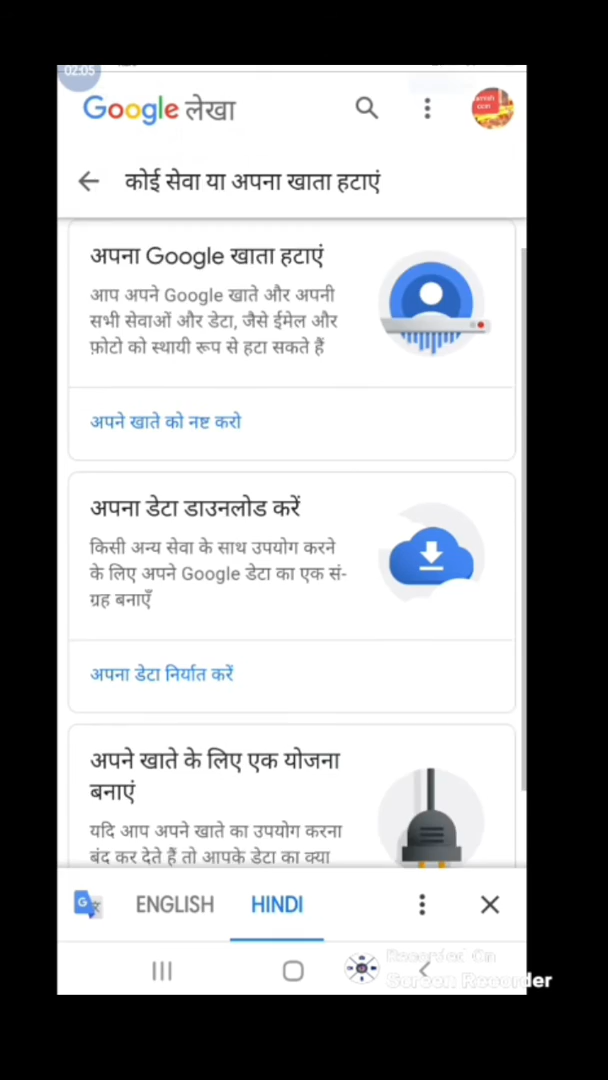 02:05
Google लेखा
कोई सेवा या अपना खाता हटाएं
अपना Google खाता हटाएं
आप अपने Google खाते और अपनी
सभी सेवाओं और डेटा, जैसे ईमेल और
फ़ोटो को स्थायी रूप से हटा सकते हैं
अपने खाते को नष्ट करो
अपना डेटा डाउनलोड करें
किसी अन्य सेवा के साथ उपयोग करने
के लिए अपने Google डेटा का एक सं-
ग्रह बनाएँ
अपना डेटा निर्यात करें
अपने खाते के लिए एक योजना
बनाएं
यदि आप अपने खाते का उपयोग करना
बंद कर देते हैं तो आपके डेटा का क्या
ENGLISH HINDI
Recorded On
Screen Recorder